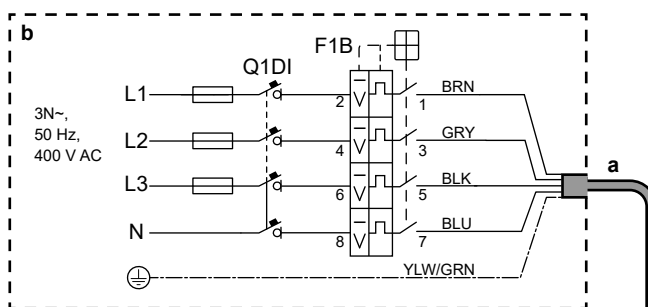 b
F1B
Q1DI
L1
2
1
BRN
3N~,
50 Hz,
400 V AC
L2
4
3
GRY
a
L3
6
5
BLK
N
8
7
BLU
YLW/GRN